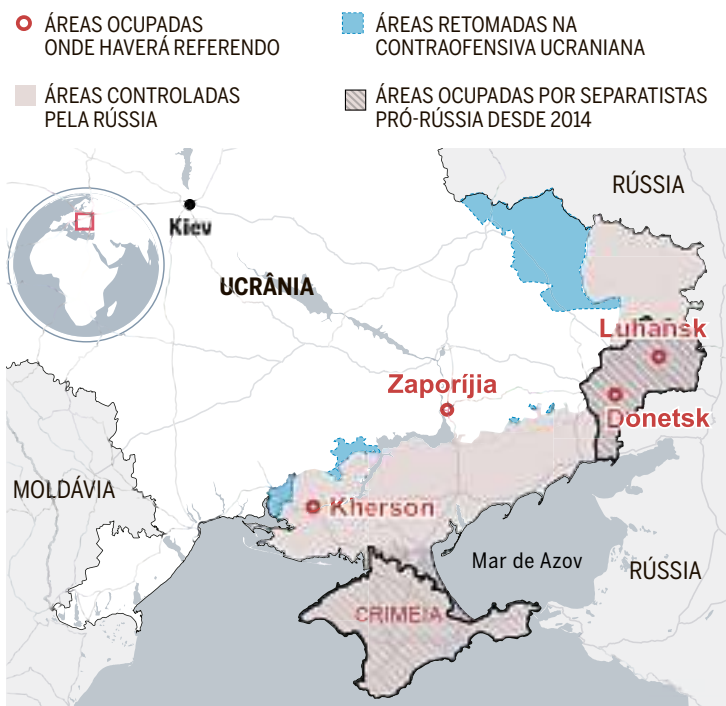 ÁREAS OCUPADAS
ONDE HAVERÁ REFERENDO
ÁREAS RETOMADAS NA
CONTRAOFENSIVA UCRANIANA
ÁREAS CONTROLADAS
PELA RÚSSIA
ÁREAS OCUPADAS POR SEPARATISTAS
PRÓ-RÚSSIA DESDE 2014
RÚSSIA
Kiev
UCRÂNIA
Luhansk
Zaporíjia
Donetsk
MOLDÁVIA
Kherson
Mar de Azov
RÚSSIA
CRIMEIA